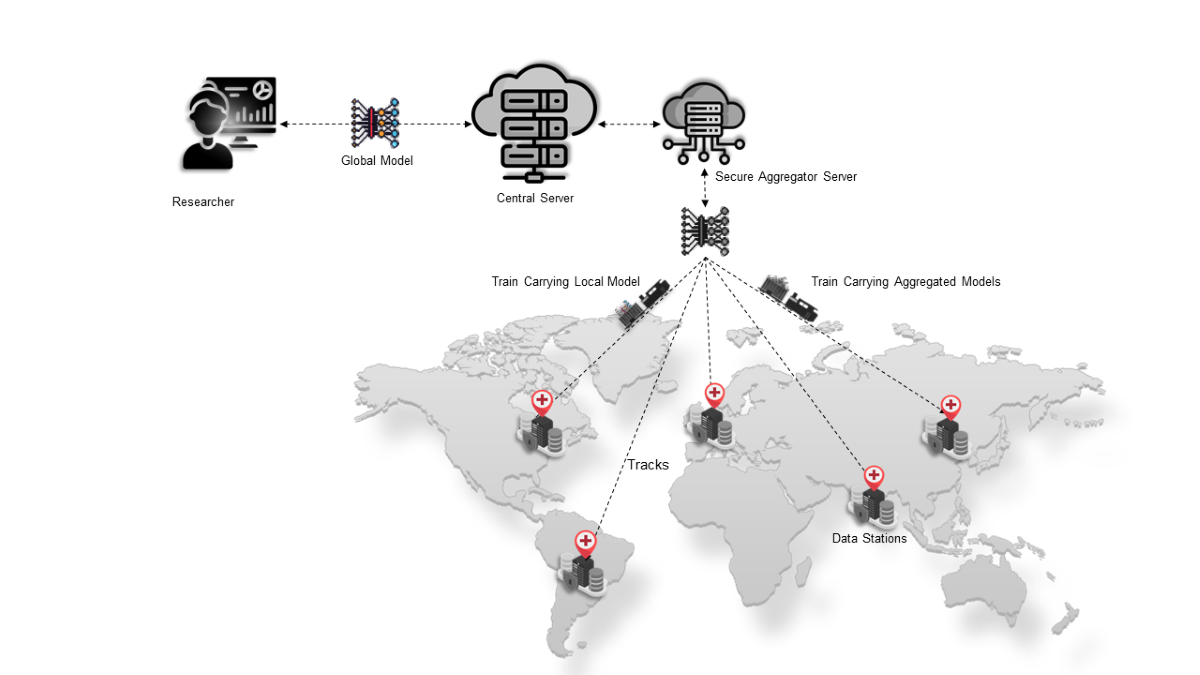 Global Model
Researcher
Central Server
Secure Aggregator Server
Train Carrying Local Model
Train Carrying Aggregated Models
Tracks
Data Stations